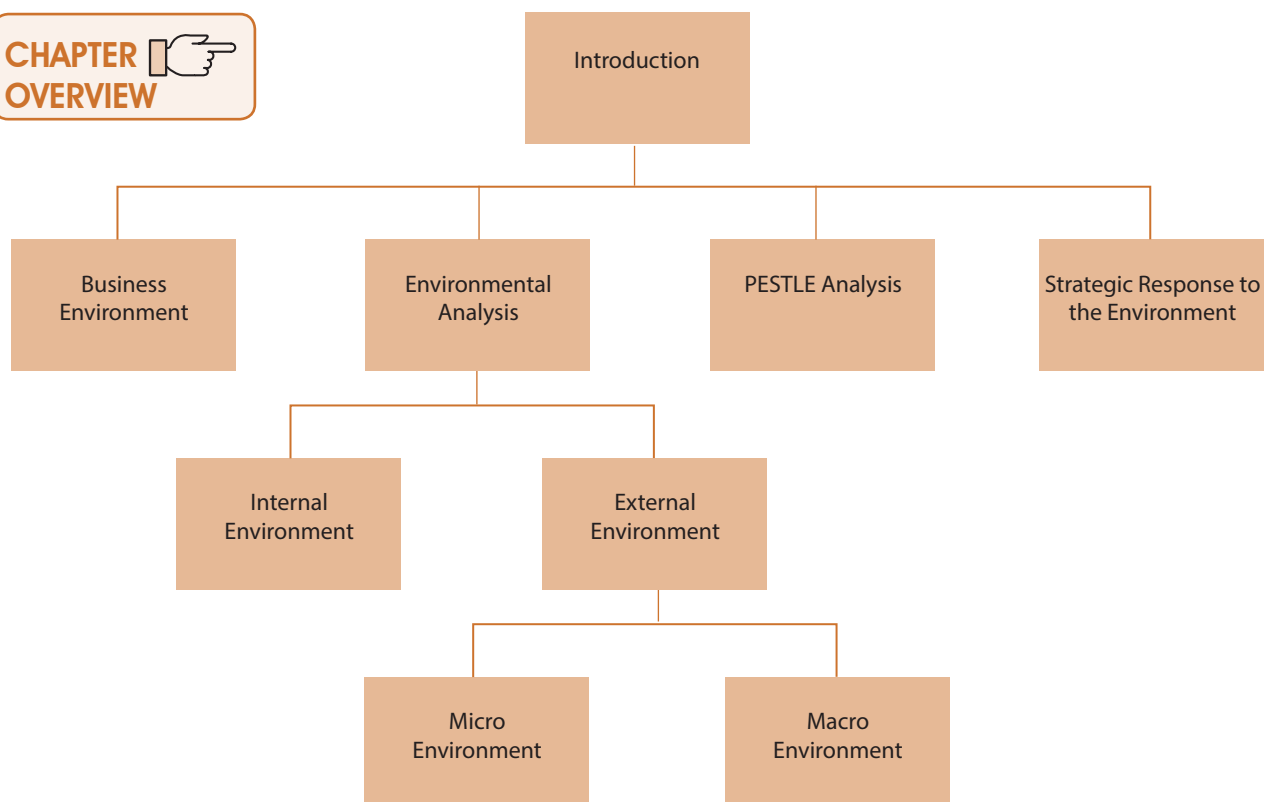 CHAPTER
OVERVIEW
Introduction
Business
Environment
Environmental
Analysis
PESTLE Analysis
Strategic Response to
the Environment
Internal
Environment
External
Environment
Micro
Environment
Macro
Environment